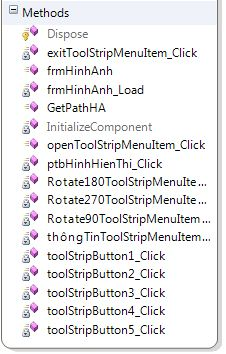 Methods
Dispose
exitToolStripMenuItem_Click
frmHinhAnh
frmHinhAnh_Load
GetPathHA
InitializeComponent
openToolStripMenuItem_Click
ptbHinhHienThi_Click
Rotate180ToolStripMenuIte...
Rotate270ToolStripMenuIte...
Rotate90ToolStripMenuItem...
thôngTinToolStripMenuItem...
toolStripButton1_Click
toolStripButton2_Click
toolStripButton3_Click
toolStripButton4_Click
toolStripButton5_Click